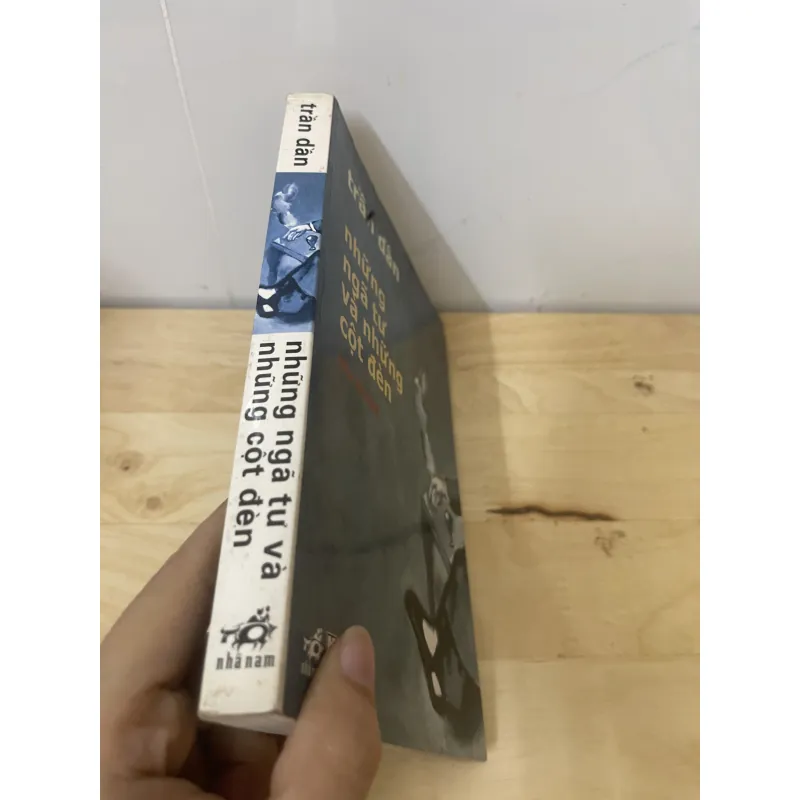 trần dần
những ngã tư và
những cột đèn
nhã nam
trần dần
những
ngã tư
và những
cột đèn